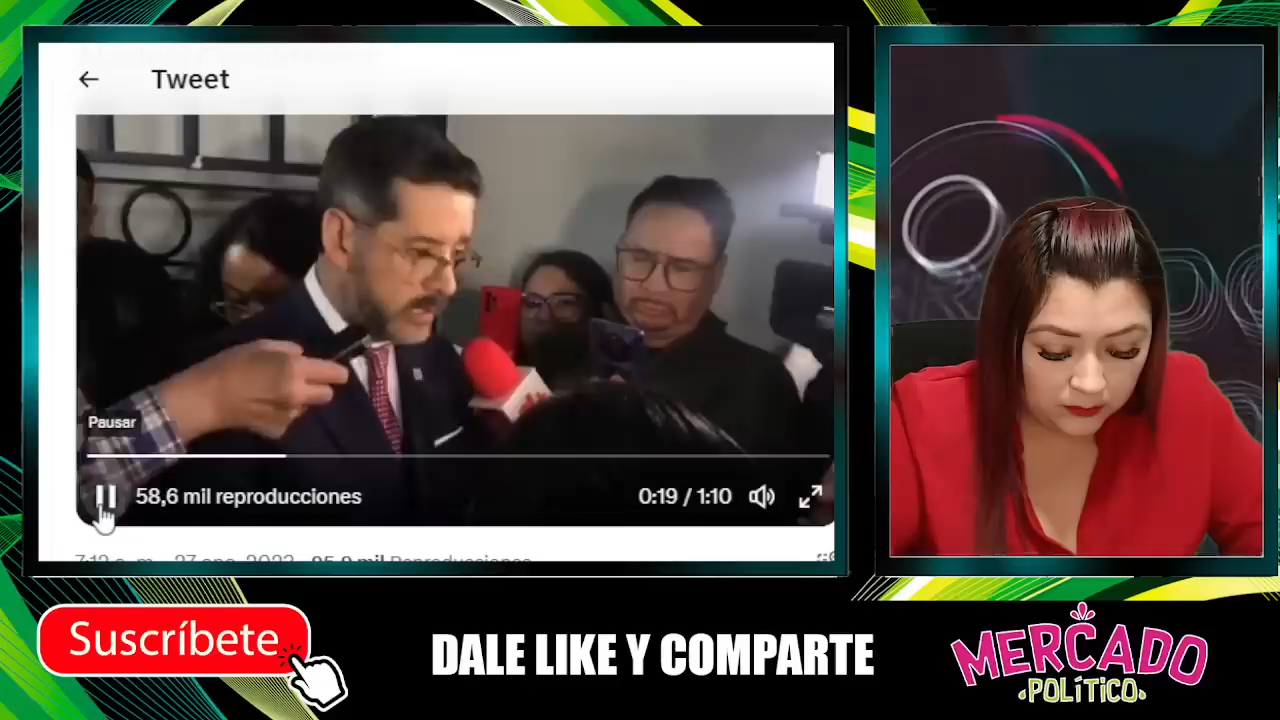 ← Tweet
Pausar
58,6 mil reproducciones
0:19 / 1:10
Suscríbete
DALE LIKE Y COMPARTE
MERCADO
POLíTICO